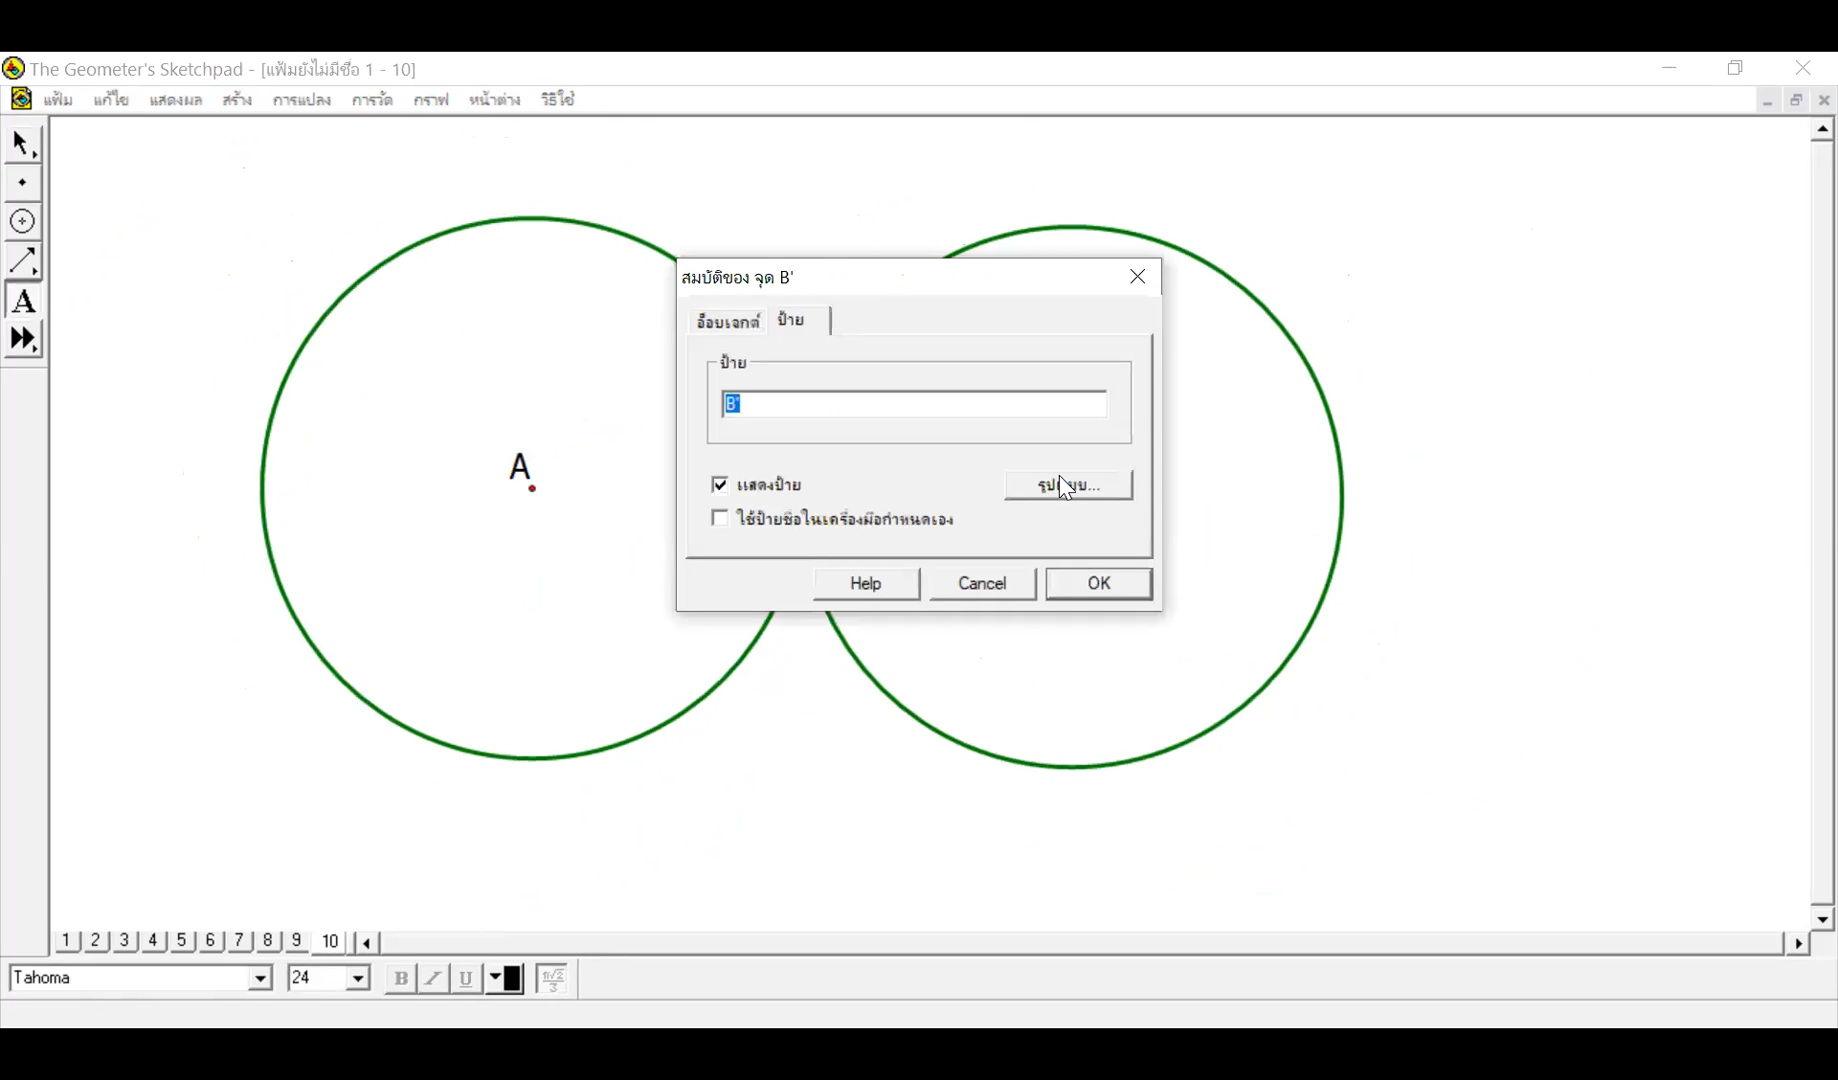 The Geometer's Sketchpad - [แฟ้มยังไม่มีชื่อ 1 - 10]
แฟ้ม แก้ไข แสดงผล สร้าง การแปลง การวัด กราฟ หน้าต่าง วิธีใช้
สมบัติของ จุด B'
อ็อบเจกต์ ป้าย
ป้าย
B'
A
แสดงป้าย
ใช้ป้ายชื่อในเครื่องมือกำหนดเอง
Help Cancel OK
1 2 3 4 5 6 7 8 9 10
Tahoma 24 B I U